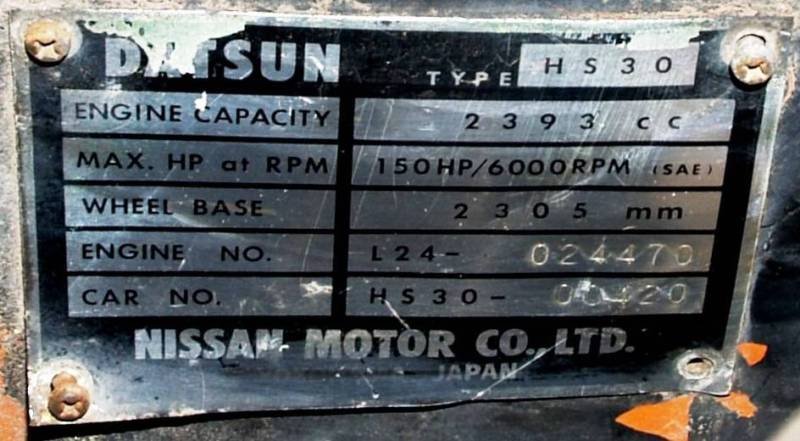 DATSUN TYPE HS30
ENGINE CAPACITY 2393 cc
MAX. HP at RPM 150HP/6000RPM (SAE)
WHEEL BASE 2305 mm
ENGINE NO. L24- 024470
CAR NO. HS30- 00420
NISSAN MOTOR CO., LTD.
JAPAN